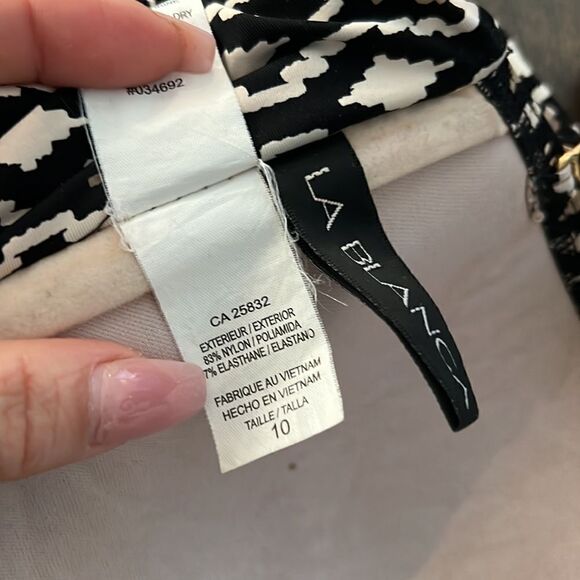 DRY
#034692
LA BLANCA
CA 25832
EXTERIEUR / EXTERIOR
83% NYLON / POLIAMIDA
7% ELASTHANE / ELASTANO
FABRIQUE AU VIETNAM
HECHO EN VIETNAM
TAILLE / TALLA
10